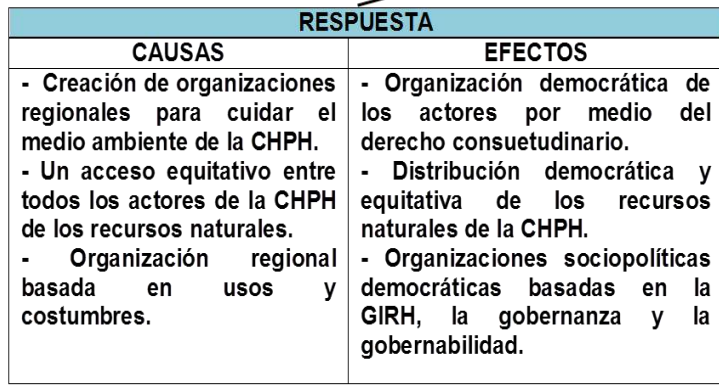 RESPUESTA
CAUSAS
- Creación de organizaciones
regionales para cuidar el
medio ambiente de la CHPH.
- Un acceso equitativo entre
todos los actores de la CHPH
de los recursos naturales.
- Organización regional
basada en usos y
costumbres.
EFECTOS
- Organización democrática de
los actores por medio del
derecho consuetudinario.
- Distribución democrática y
equitativa de los recursos
naturales de la CHPH.
- Organizaciones sociopolíticas
democráticas basadas en la
GIRH, la gobernanza y la
gobernabilidad.